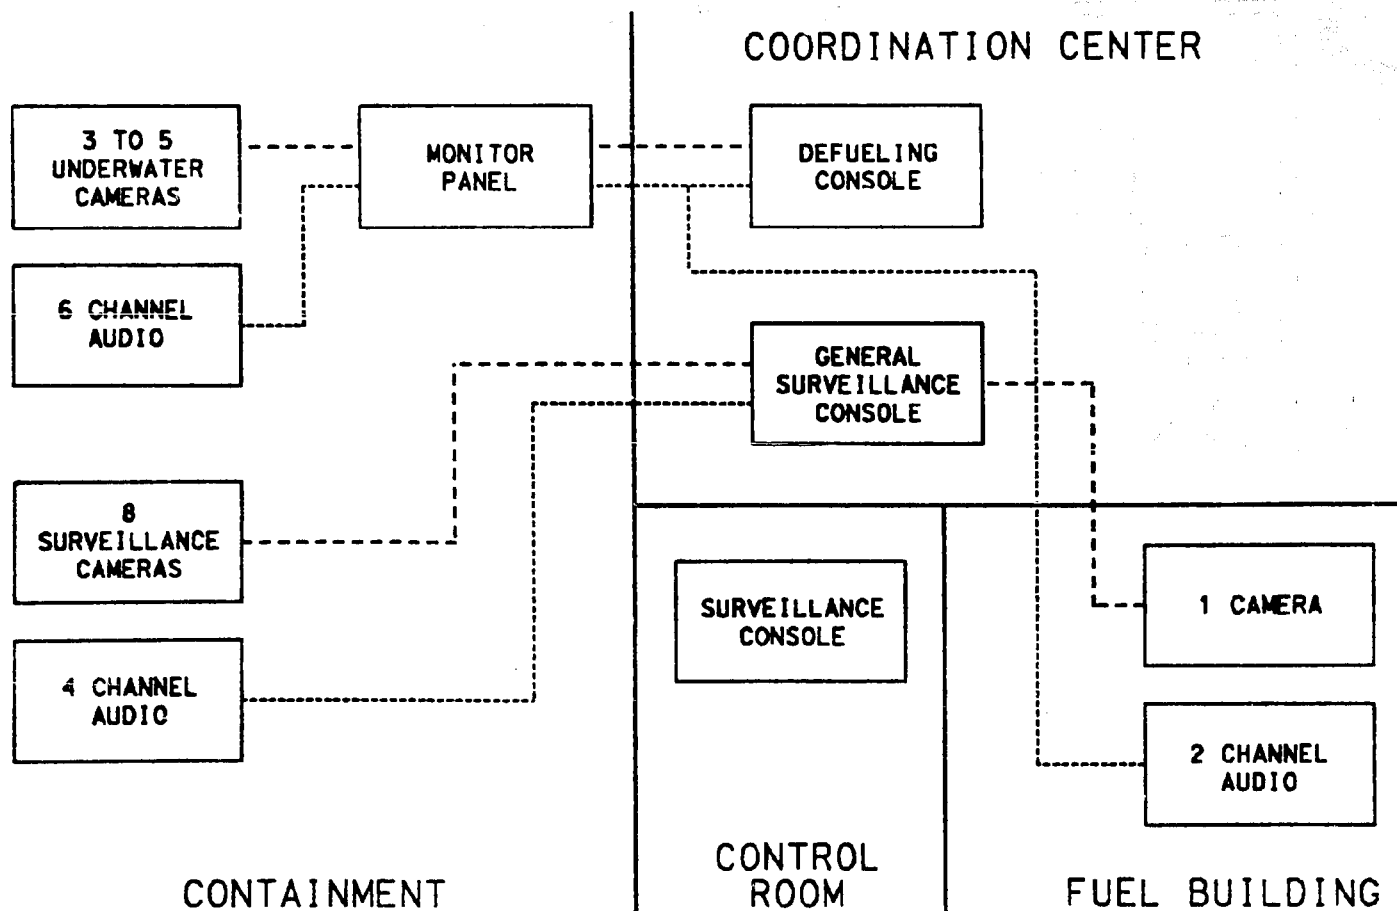 COORDINATION CENTER
3 TO 5
UNDERWATER
CAMERAS
MONITOR
PANEL
DEFUELING
CONSOLE
6 CHANNEL
AUDIO
GENERAL
SURVEILLANCE
CONSOLE
8
SURVEILLANCE
CAMERAS
SURVEILLANCE
CONSOLE
1 CAMERA
4 CHANNEL
AUDIO
2 CHANNEL
AUDIO
CONTAINMENT
CONTROL
ROOM
FUEL BUILDING